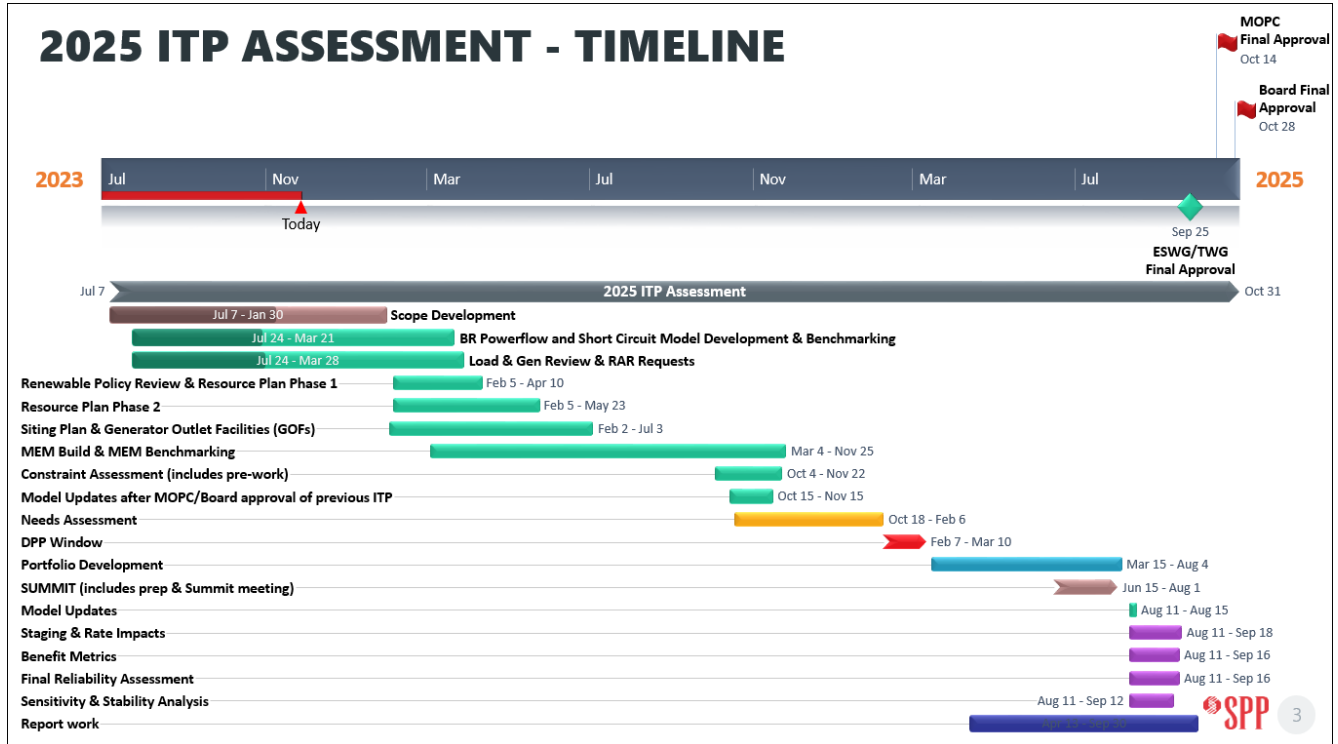 2025 ITP ASSESSMENT - TIMELINE
MOPC
Final Approval
Oct 14
Board Final
Approval
Oct 28
2023
Jul
Nov
Mar
Jul
Nov
Mar
Jul
2025
Today
Sep 25
ESWG/TWG
Final Approval
Jul 7
2025 ITP Assessment
Oct 31
Jul 7 - Jan 30
Scope Development
Jul 24 - Mar 21
BR Powerflow and Short Circuit Model Development & Benchmarking
Jul 24 - Mar 28
Load & Gen Review & RAR Requests
Renewable Policy Review & Resource Plan Phase 1
Feb 5 - Apr 10
Resource Plan Phase 2
Feb 5 - May 23
Siting Plan & Generator Outlet Facilities (GOFs)
Feb 2 - Jul 3
MEM Build & MEM Benchmarking
Mar 4 - Nov 25
Constraint Assessment (includes pre-work)
Oct 4 - Nov 22
Model Updates after MOPC/Board approval of previous ITP
Oct 15 - Nov 15
Needs Assessment
Oct 18 - Feb 6
DPP Window
Feb 7 - Mar 10
Portfolio Development
Mar 15 - Aug 4
SUMMIT (includes prep & Summit meeting)
Jun 15 - Aug 1
Model Updates
Aug 11 - Aug 15
Staging & Rate Impacts
Aug 11 - Sep 18
Benefit Metrics
Aug 11 - Sep 16
Final Reliability Assessment
Aug 11 - Sep 16
Sensitivity & Stability Analysis
Aug 11 - Sep 12
Report work
SPP
3